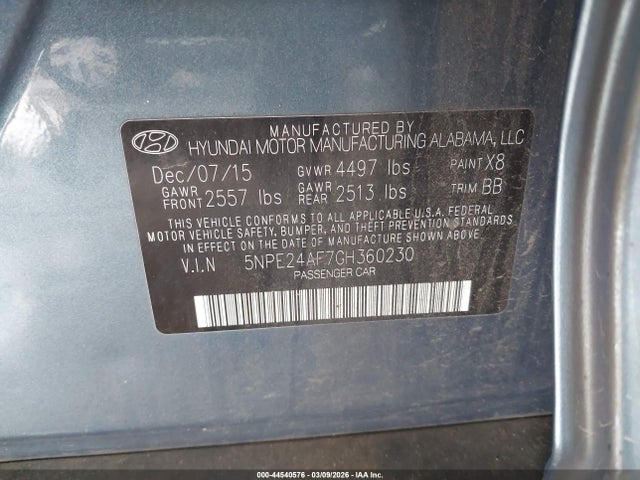 MANUFACTURED BY
HYUNDAI MOTOR MANUFACTURING ALABAMA, LLC
Dec/07/15 GVWR 4497 lbs PAINT X8
GAWR FRONT 2557 lbs GAWR REAR 2513 lbs TRIM BB
THIS VEHICLE CONFORMS TO ALL APPLICABLE U.S.A. FEDERAL
MOTOR VEHICLE SAFETY, BUMPER, AND THEFT PREVENTION STANDARDS
IN EFFECT ON THE DATE OF MANUFACTURE SHOWN ABOVE.
V.I.N 5NPE24AF7GH360230
PASSENGER CAR
000-44540576 | 03/09/2026 | IAA Inc.